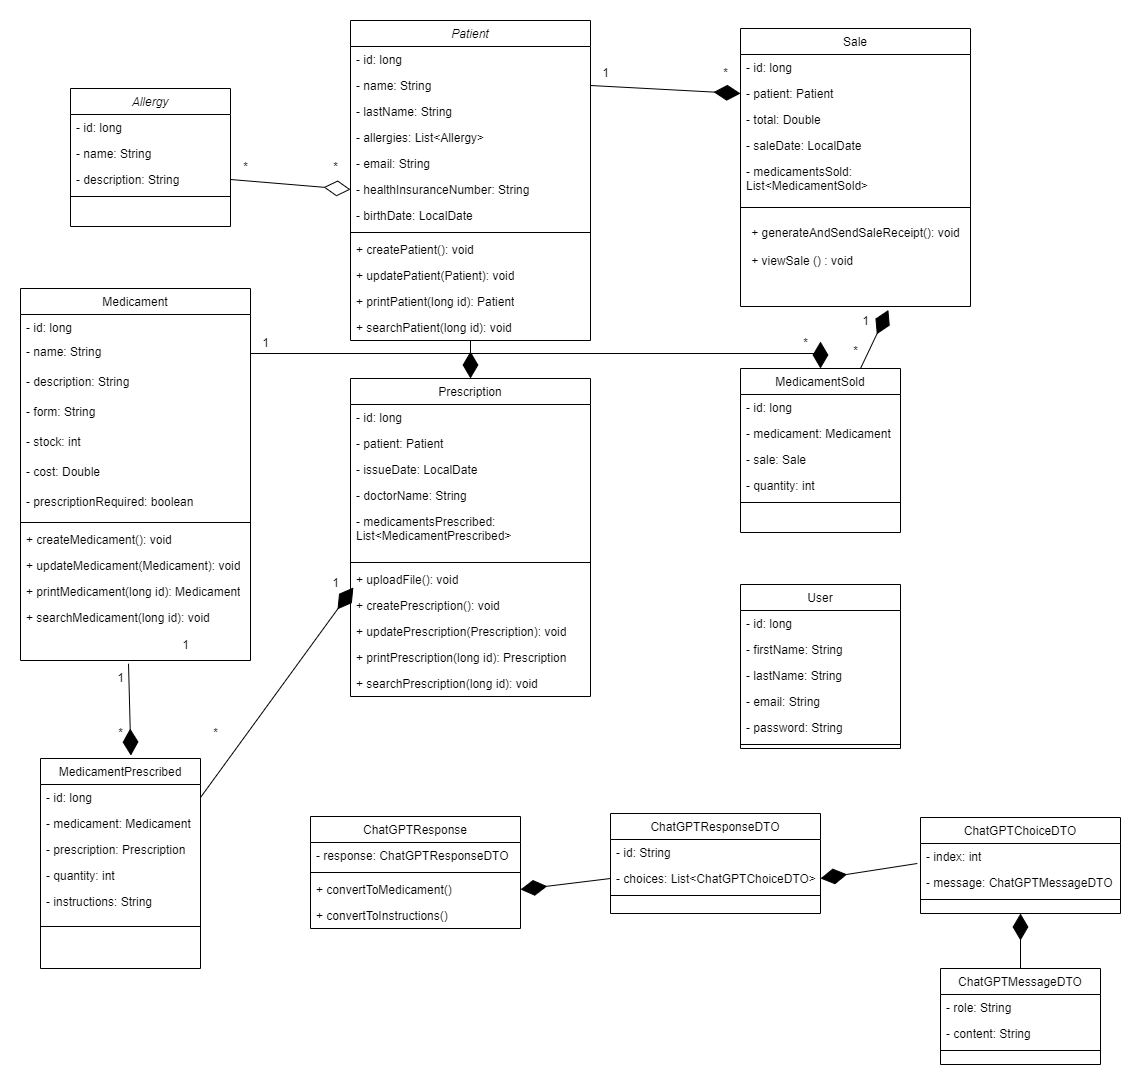 Patient
- id: long
- name: String
- lastName: String
- allergies: List<Allergy>
- email: String
- healthInsuranceNumber: String
- birthDate: LocalDate
+ createPatient(): void
+ updatePatient(Patient): void
+ printPatient(long id): Patient
+ searchPatient(long id): void
1
*
Sale
- id: long
- patient: Patient
- total: Double
- saleDate: LocalDate
- medicamentsSold:
List<MedicamentSold>
+ generateAndSendSaleReceipt(): void
+ viewSale () : void
Allergy
- id: long
- name: String
- description: String
*
*
Medicament
- id: long
- name: String
- description: String
- form: String
- stock: int
- cost: Double
- prescriptionRequired: boolean
+ createMedicament(): void
+ updateMedicament(Medicament): void
+ printMedicament(long id): Medicament
+ searchMedicament(long id): void
1
1
*
1
*
Prescription
- id: long
- patient: Patient
- issueDate: LocalDate
- doctorName: String
- medicamentsPrescribed:
List<MedicamentPrescribed>
+ uploadFile(): void
+ createPrescription(): void
+ updatePrescription(Prescription): void
+ printPrescription(long id): Prescription
+ searchPrescription(long id): void
MedicamentSold
- id: long
- medicament: Medicament
- sale: Sale
- quantity: int
User
- id: long
- firstName: String
- lastName: String
- email: String
- password: String
1
1
*
*
MedicamentPrescribed
- id: long
- medicament: Medicament
- prescription: Prescription
- quantity: int
- instructions: String
ChatGPTResponse
- response: ChatGPTResponseDTO
+ convertToMedicament()
+ convertToInstructions()
ChatGPTResponseDTO
- id: String
- choices: List<ChatGPTChoiceDTO>
ChatGPTChoiceDTO
- index: int
- message: ChatGPTMessageDTO
ChatGPTMessageDTO
- role: String
- content: String